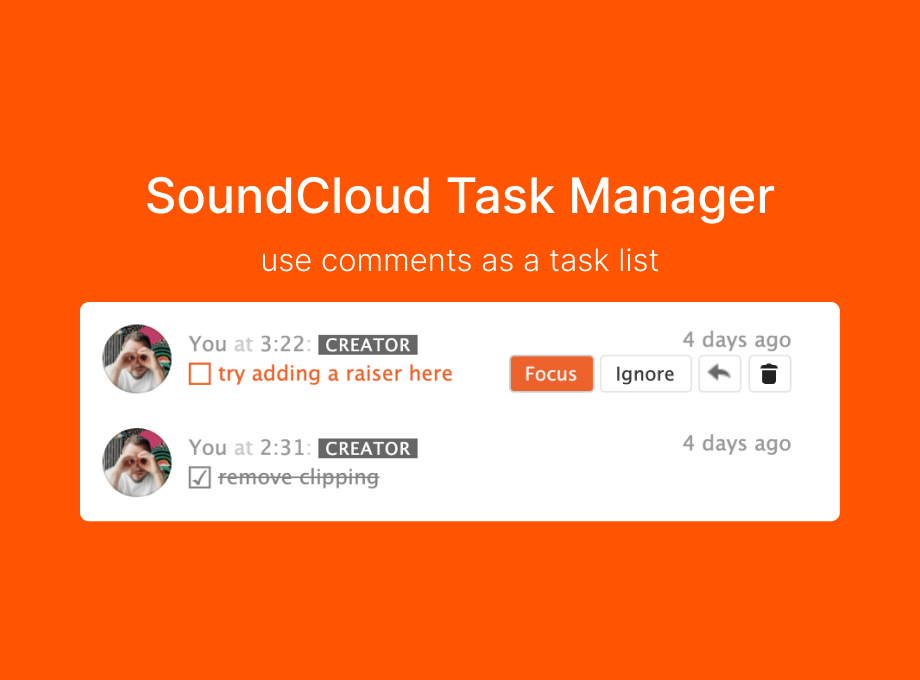 SoundCloud Task Manager
use comments as a task list
You at 3:22: CREATOR 4 days ago
☐ try adding a raiser here Focus Ignore
You at 2:31: CREATOR 4 days ago
☑ remove clipping